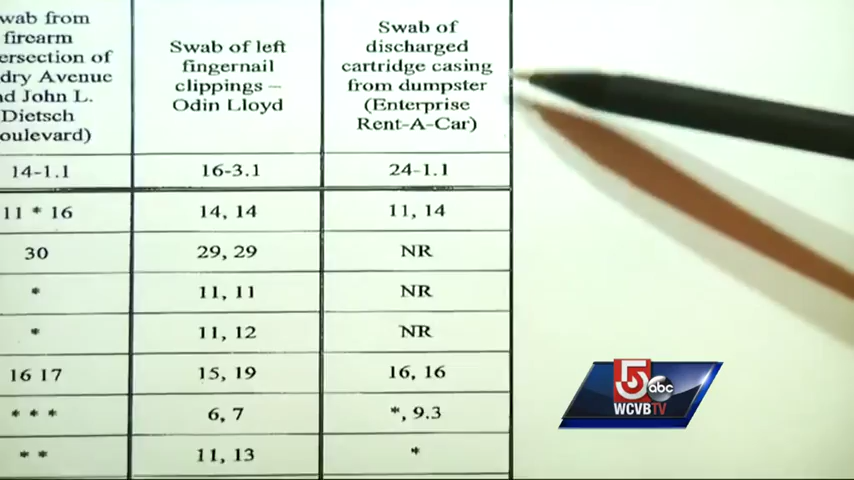 wab from
firearm
ersection of
dry Avenue
nd John L.
Dietsch
oulevard)
Swab of left
fingernail
clippings –
Odin Lloyd
Swab of
discharged
cartridge casing
from dumpster
(Enterprise
Rent-A-Car)
14-1.1 16-3.1 24-1.1
11 * 16 14, 14 11, 14
30 29, 29 NR
* 11, 11 NR
* 11, 12 NR
16 17 15, 19 16, 16
* * * 6, 7 *, 9.3
* * 11, 13 *
5 abc
WCVBTV